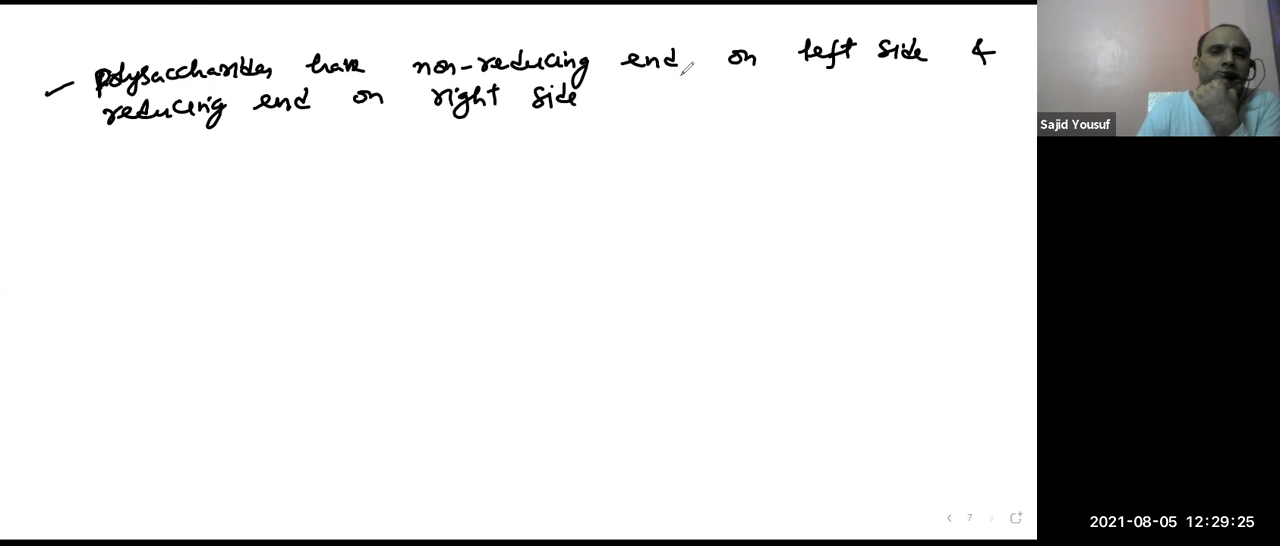 Polysaccharides have non-reducing end, on left side &
reducing end on right side
Sajid Yousuf
7
2021-08-05 12:29:25